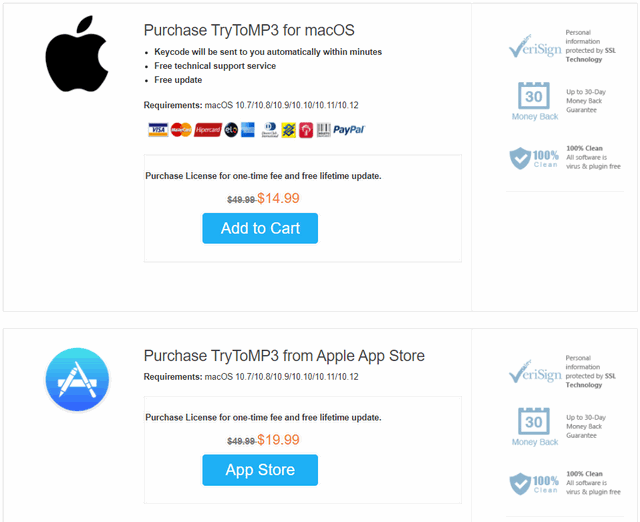 Purchase TryToMP3 for macOS
Keycode will be sent to you automatically within minutes
Free technical support service
Free update
Requirements: macOS 10.7/10.8/10.9/10.10/10.11/10.12
VISA MasterCard Hipercard elo PayPal
Purchase License for one-time fee and free lifetime update.
$49.99 $14.99
Add to Cart
VeriSign
Personal
information
protected by SSL
Technology
30
Money Back
Up to 30-Day
Money Back
Guarantee
100%
Clean
100% Clean
All software is
virus & plugin free
Purchase TryToMP3 from Apple App Store
Requirements: macOS 10.7/10.8/10.9/10.10/10.11/10.12
Purchase License for one-time fee and free lifetime update.
$49.99 $19.99
App Store
VeriSign
Personal
information
protected by SSL
Technology
30
Money Back
Up to 30-Day
Money Back
Guarantee
100%
Clean
100% Clean
All software is
virus & plugin free